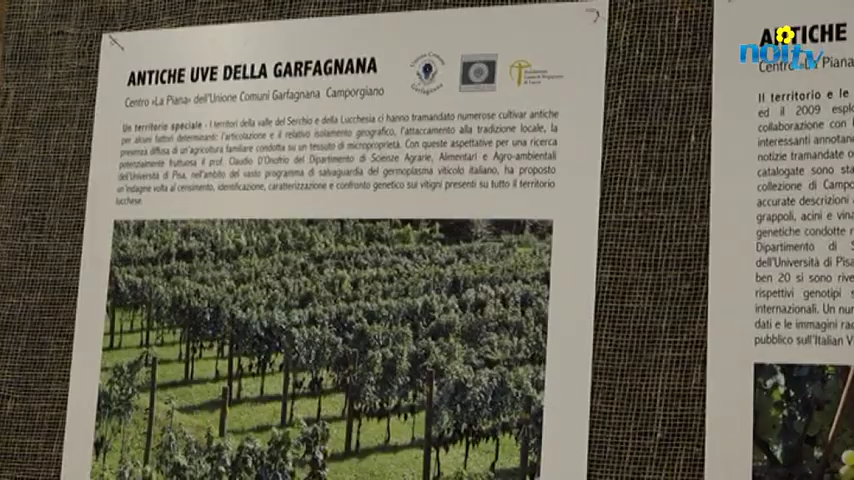 ANTICHE UVE DELLA GARFAGNANA
Centro «La Piana» dell'Unione Comuni Garfagnana Camporgiano
Unione Comuni
Garfagnana
Un territorio speciale - I territori della valle del Serchio e della Lucchesia ci hanno tramandato numerose cultivar antiche
per alcuni fattori determinanti: l'articolazione e il relativo isolamento geografico, l'attaccamento alla tradizione locale, la
presenza diffusa di un'agricoltura familiare condotta su un tessuto di microproprietà. Con queste aspettative per una ricerca
potenzialmente fruttuosa il prof. Claudio D'Onofrio del Dipartimento di Scienze Agrarie, Alimentari e Agro-ambientali
dell'Università di Pisa, nell'ambito del vasto programma di salvaguardia del germoplasma viticolo italiano, ha proposto
un'indagine volta al censimento, identificazione, caratterizzazione e confronto genetico sui vitigni presenti su tutto il territorio
lucchese.
ANTICHE
noitv
Centro «La Piana
Il territorio e le
ed il 2009 esplo
collaborazione con l
interessanti annotan
notizie tramandate o
catalogate sono sta
collezione di Campo
accurate descrizioni
grappoli, acini e vina
genetiche condotte
Dipartimento di S
dell'Università di Pisa
ben 20 si sono rive
rispettivi genotipi
internazionali. Un nu
dati e le immagini rac
pubblico sull'Italian V